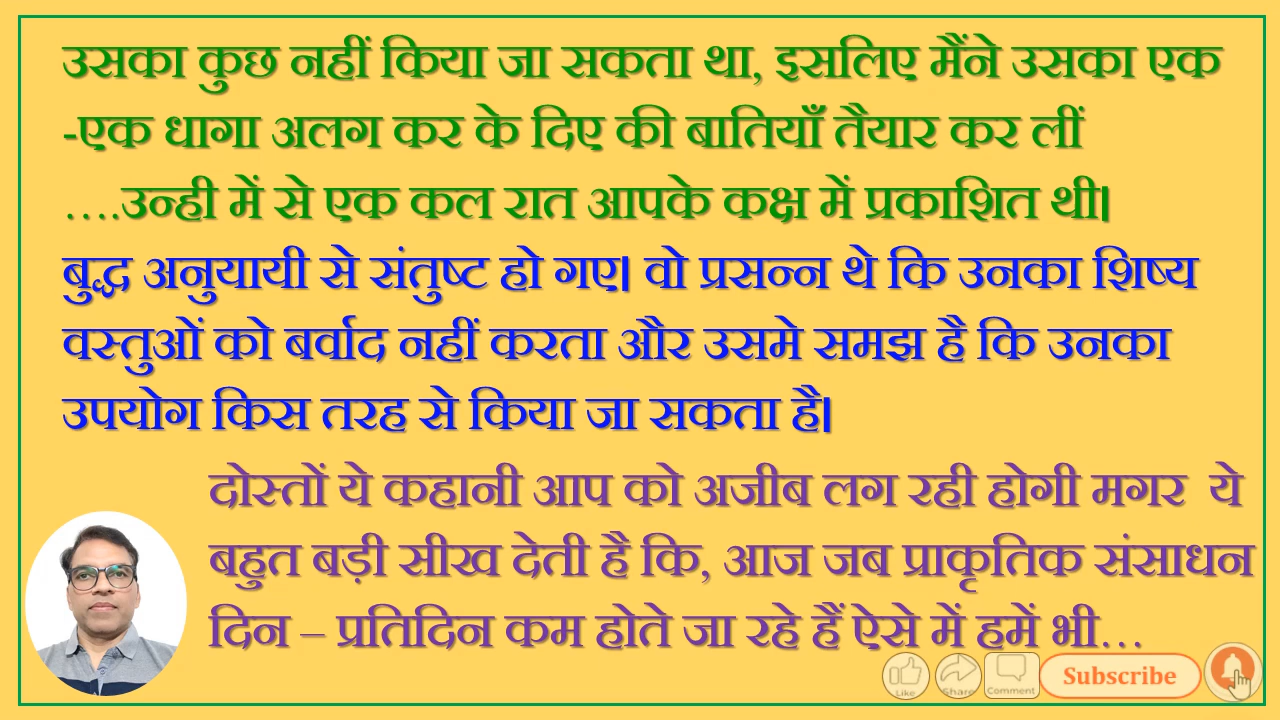 उसका कुछ नहीं किया जा सकता था, इसलिए मैंने उसका एक
-एक धागा अलग कर के दिए की बातियाँ तैयार कर लीं
….उन्ही में से एक कल रात आपके कक्ष में प्रकाशित थी।
बुद्ध अनुयायी से संतुष्ट हो गए। वो प्रसन्न थे कि उनका शिष्य
वस्तुओं को बर्वाद नहीं करता और उसमे समझ है कि उनका
उपयोग किस तरह से किया जा सकता है।
दोस्तों ये कहानी आप को अजीब लग रही होगी मगर ये
बहुत बड़ी सीख देती है कि, आज जब प्राकृतिक संसाधन
दिन – प्रतिदिन कम होते जा रहे हैं ऐसे में हमें भी…
Like Share Comment Subscribe